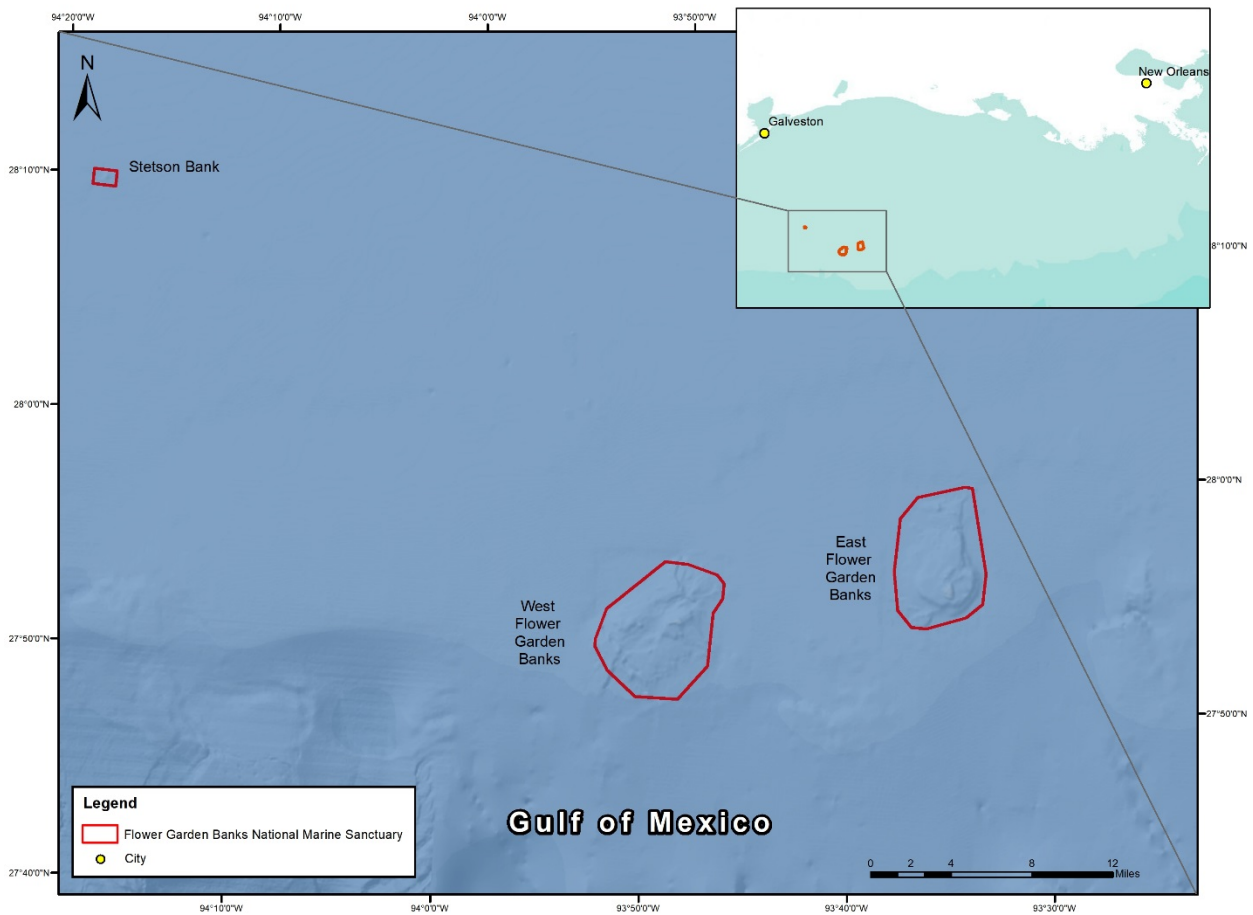 94°20'0"W
94°10'0"W
94°0'0"W
93°50'0"W
N
New Orleans
Galveston
28°10'0"N
Stetson Bank
8°10'0"N
28°0'0"N
28°0'0"N
East
Flower
Garden
Banks
West
Flower
Garden
Banks
27°50'0"N
27°50'0"N
Legend
Flower Garden Banks National Marine Sanctuary
City
Gulf of Mexico
0 2 4 8 12
Miles
27°40'0"N
94°10'0"W
94°0'0"W
93°50'0"W
93°40'0"W
93°30'0"W